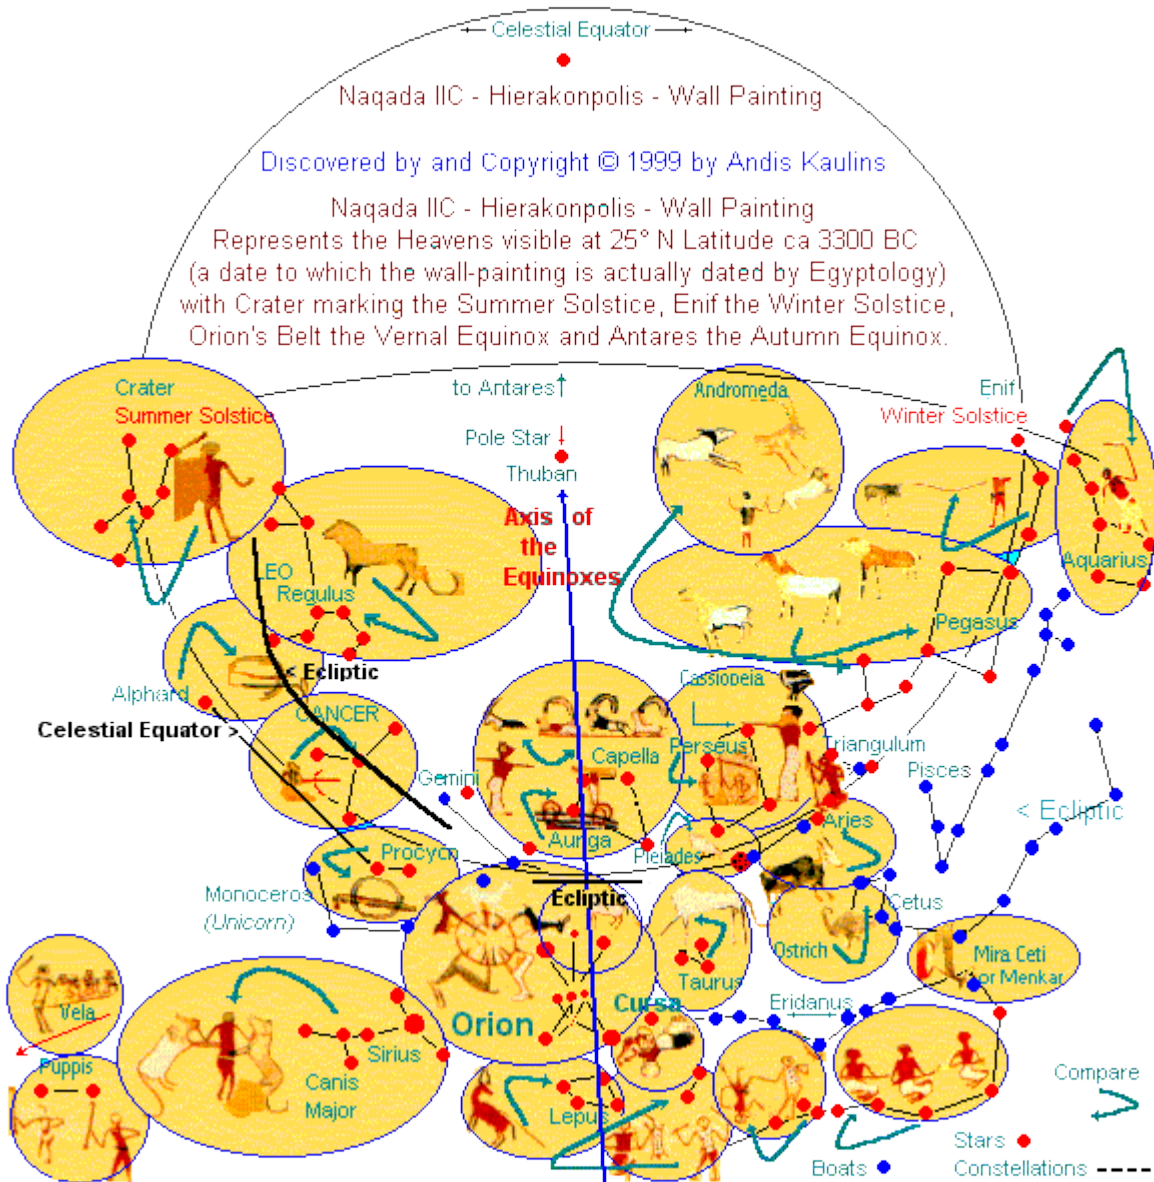 Celestial Equator
Naqada IIC - Hierakonpolis - Wall Painting
Discovered by and Copyright © 1999 by Andis Kaulins
Naqada IIC - Hierakonpolis - Wall Painting
Represents the Heavens visible at 25° N Latitude ca 3300 BC
(a date to which the wall-painting is actually dated by Egyptology)
with Crater marking the Summer Solstice, Enif the Winter Solstice,
Orion's Belt the Vernal Equinox and Antares the Autumn Equinox.
Crater
Summer Solstice
to Antares
Andromeda
Enif
Winter Solstice
Pole Star
Thuban
Axis of
the
Equinoxes
LEO
Regulus
Aquarius
Pegasus
< Ecliptic
Alphard
Celestial Equator >
CANCER
Cassiopeia
Gemini
Capella
Perseus
Triangulum
Pisces
< Ecliptic
Auriga
Aries
Procyon
Pleiades
Monoceros
(Unicorn)
Ecliptic
Cetus
Ostrich
Mira Ceti
or Menkar
Taurus
Vela
Orion
Cursa
Eridanus
Puppis
Sirius
Canis
Major
Lepus
Compare
Stars
Boats
Constellations